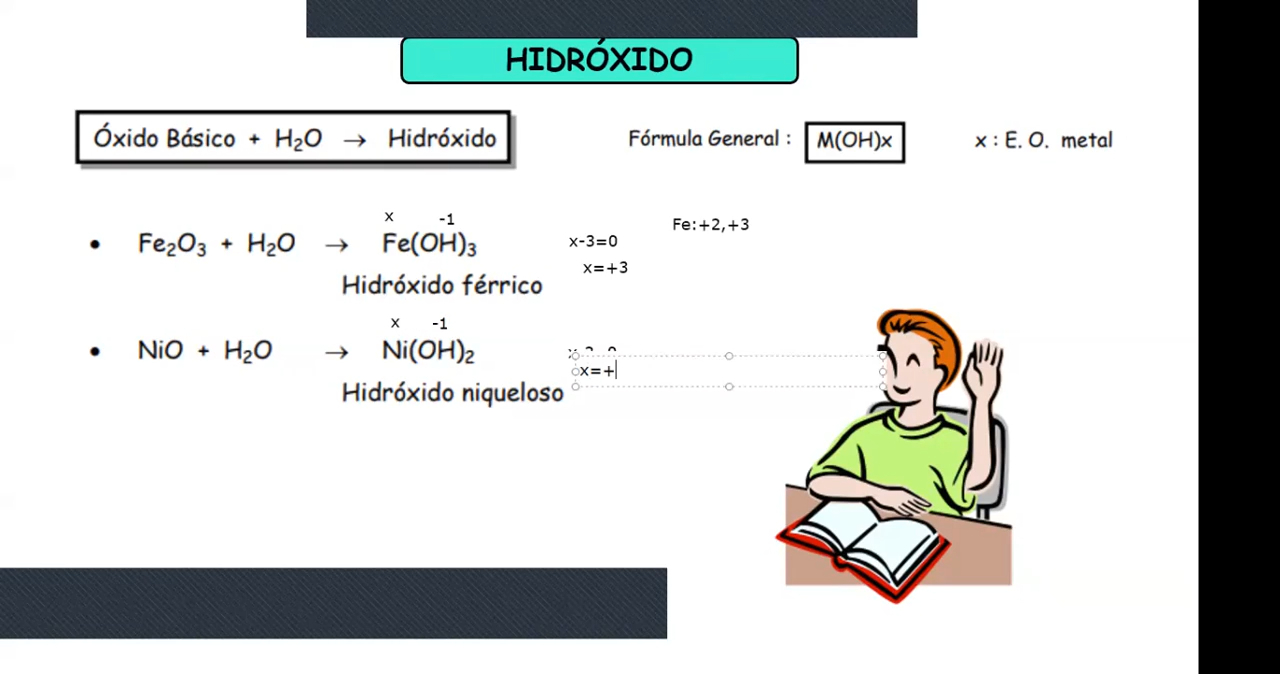 HIDRÓXIDO
Óxido Básico + H₂O → Hidróxido
Fórmula General : M(OH)x x : E. O. metal
x -1
Fe:+2,+3
• Fe₂O₃ + H₂O → Fe(OH)₃ x-3=0
x=+3
Hidróxido férrico
x -1
• NiO + H₂O → Ni(OH)₂
x=+
Hidróxido niqueloso